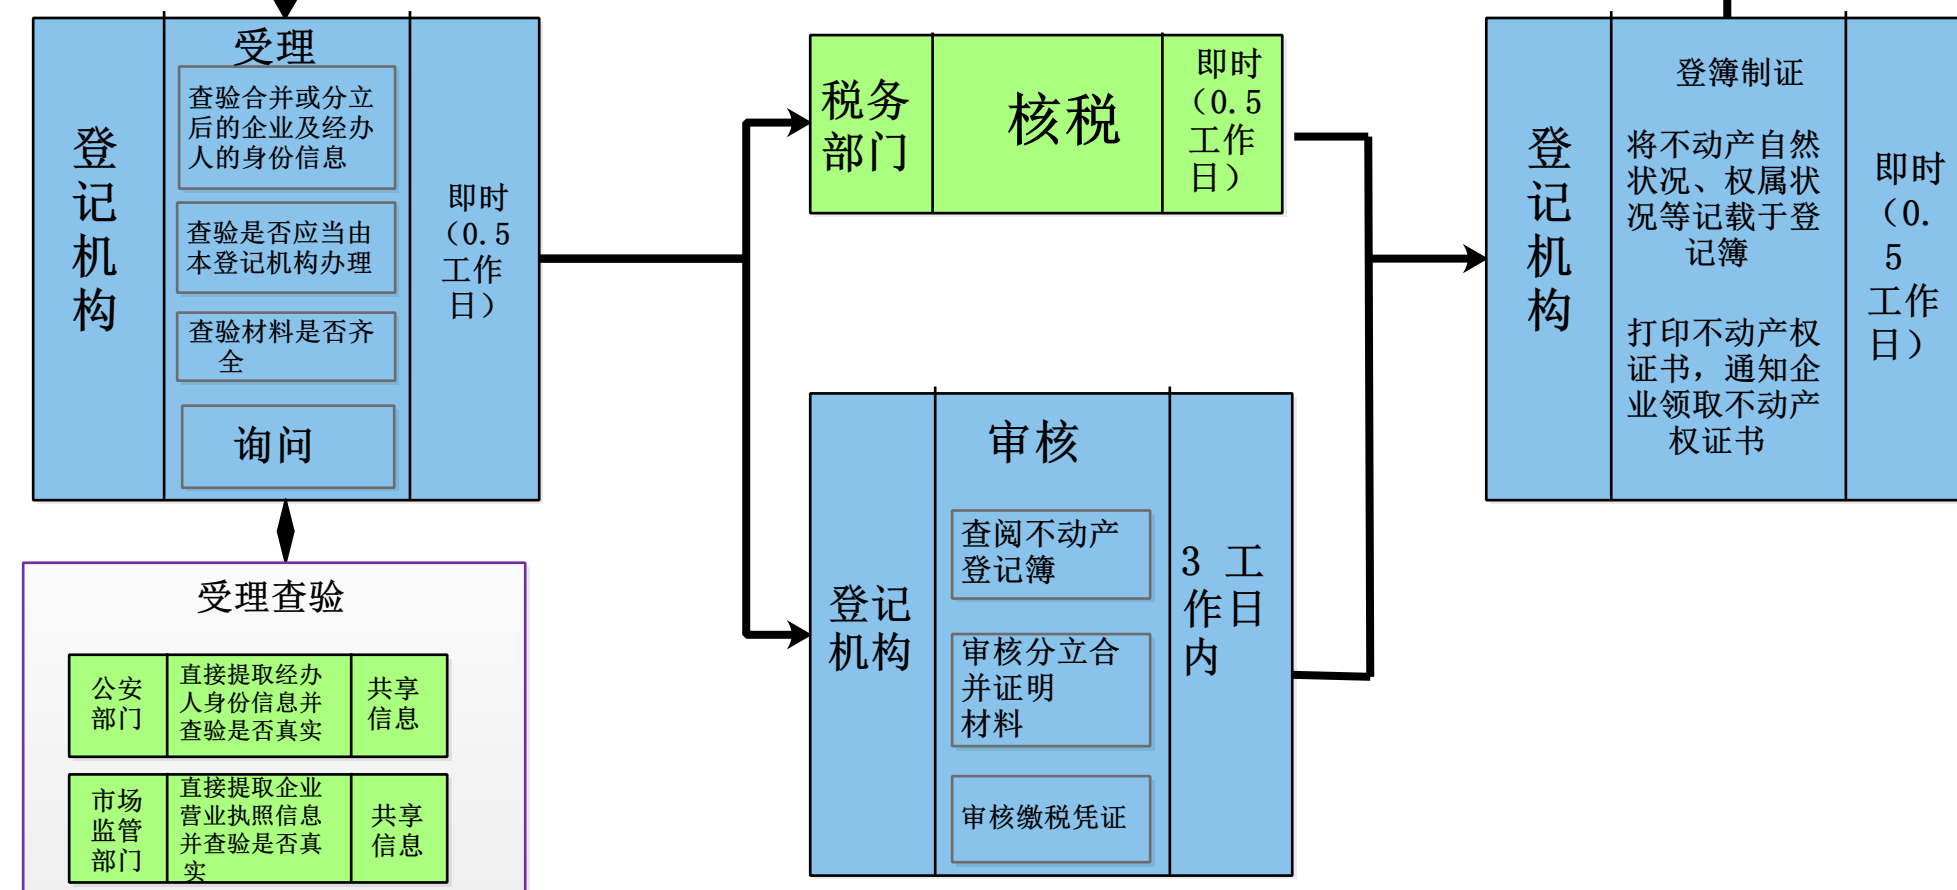 登
记
机
构
受理
查验合并或分立
后的企业及经办
人的身份信息
查验是否应当由
本登记机构办理
查验材料是否齐
全
询问
即时
（0.5
工作
日）
受理查验
公安
部门
直接提取经办
人身份信息并
查验是否真实
共享
信息
市场
监管
部门
直接提取企业
营业执照信息
并查验是否真
实
共享
信息
税务
部门
核税
即时
（0.5
工作
日）
登记
机构
审核
查阅不动产
登记簿
审核分立合
并证明
材料
审核缴税凭证
3 工
作日
内
登
记
机
构
登簿制证
将不动产自然
状况、权属状
况等记载于登
记簿
打印不动产权
证书，通知企
业领取不动产
权证书
即时
（0.
5
工作
日）